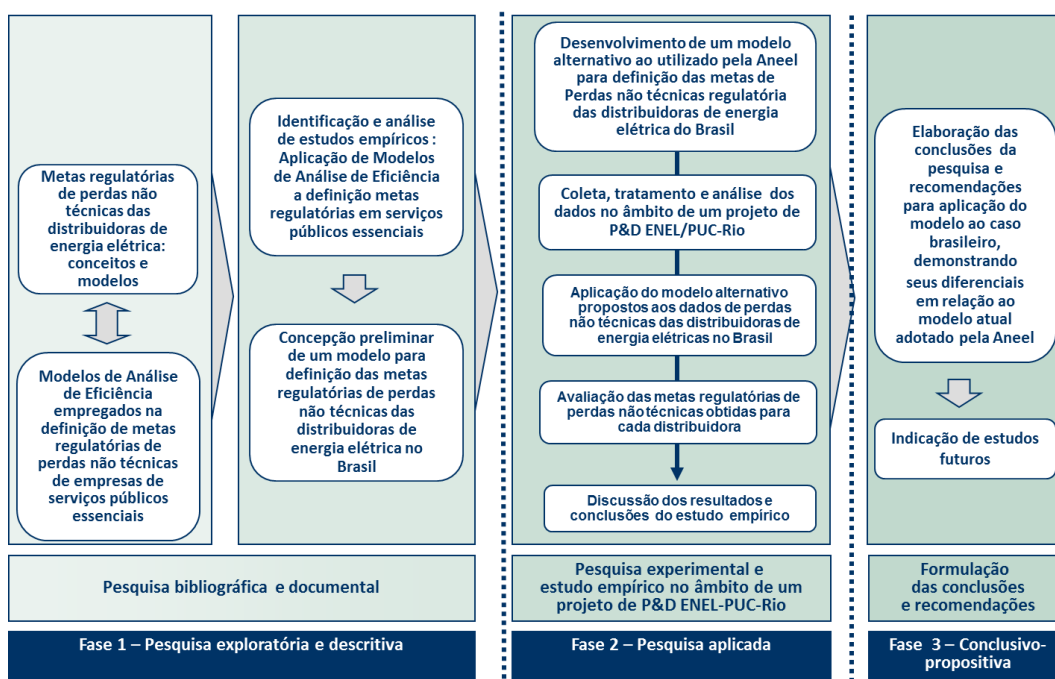 Metas regulatórias
de perdas não
técnicas das
distribuidoras de
energia elétrica:
conceitos e
modelos
Modelos de Análise
de Eficiência
empregados na
definição de metas
regulatórias de
perdas não técnicas
de empresas de
serviços públicos
essenciais
Identificação e análise
de estudos empíricos :
Aplicação de Modelos
de Análise de Eficiência
a definição metas
regulatórias em serviços
públicos essenciais
Concepção preliminar
de um modelo para
definição das metas
regulatórias de perdas
não técnicas das
distribuidoras de
energia elétrica no
Brasil
Desenvolvimento de um modelo
alternativo ao utilizado pela Aneel
para definição das metas de
Perdas não técnicas regulatória
das distribuidoras de energia
elétrica do Brasil
Coleta, tratamento e análise dos
dados no âmbito de um projeto de
P&D ENEL/PUC-Rio
Aplicação do modelo alternativo
propostos aos dados de perdas
não técnicas das distribuidoras de
energia elétricas no Brasil
Avaliação das metas regulatórias de
perdas não técnicas obtidas para
cada distribuidora
Discussão dos resultados e
conclusões do estudo empírico
Elaboração das
conclusões da
pesquisa e
recomendações
para aplicação do
modelo ao caso
brasileiro,
demonstrando
seus diferenciais
em relação ao
modelo atual
adotado pela Aneel
Indicação de estudos
futuros
Pesquisa bibliográfica e documental
Pesquisa experimental e
estudo empírico no âmbito de um
projeto de P&D ENEL-PUC-Rio
Formulação
das conclusões
e recomendações
Fase 1 – Pesquisa exploratória e
descritiva
Fase 2 – Pesquisa aplicada
Fase 3 – Conclusivo-
propositiva